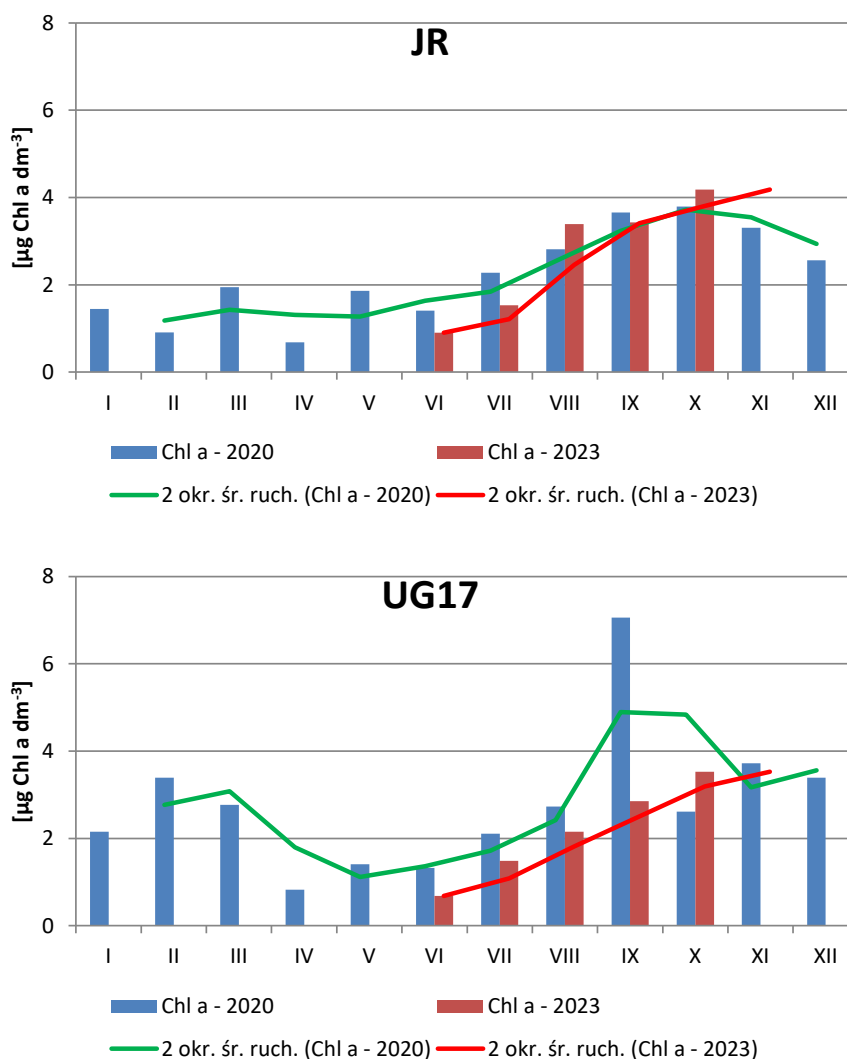 JR
[µg Chl a dm⁻³]
8
6
4
2
0
I II III IV V VI VII VIII IX X XI XII
Chl a - 2020 Chl a - 2023
2 okr. śr. ruch. (Chl a - 2020) 2 okr. śr. ruch. (Chl a - 2023)
UG17
[µg Chl a dm⁻³]
8
6
4
2
0
I II III IV V VI VII VIII IX X XI XII
Chl a - 2020 Chl a - 2023
2 okr. śr. ruch. (Chl a - 2020) 2 okr. śr. ruch. (Chl a - 2023)